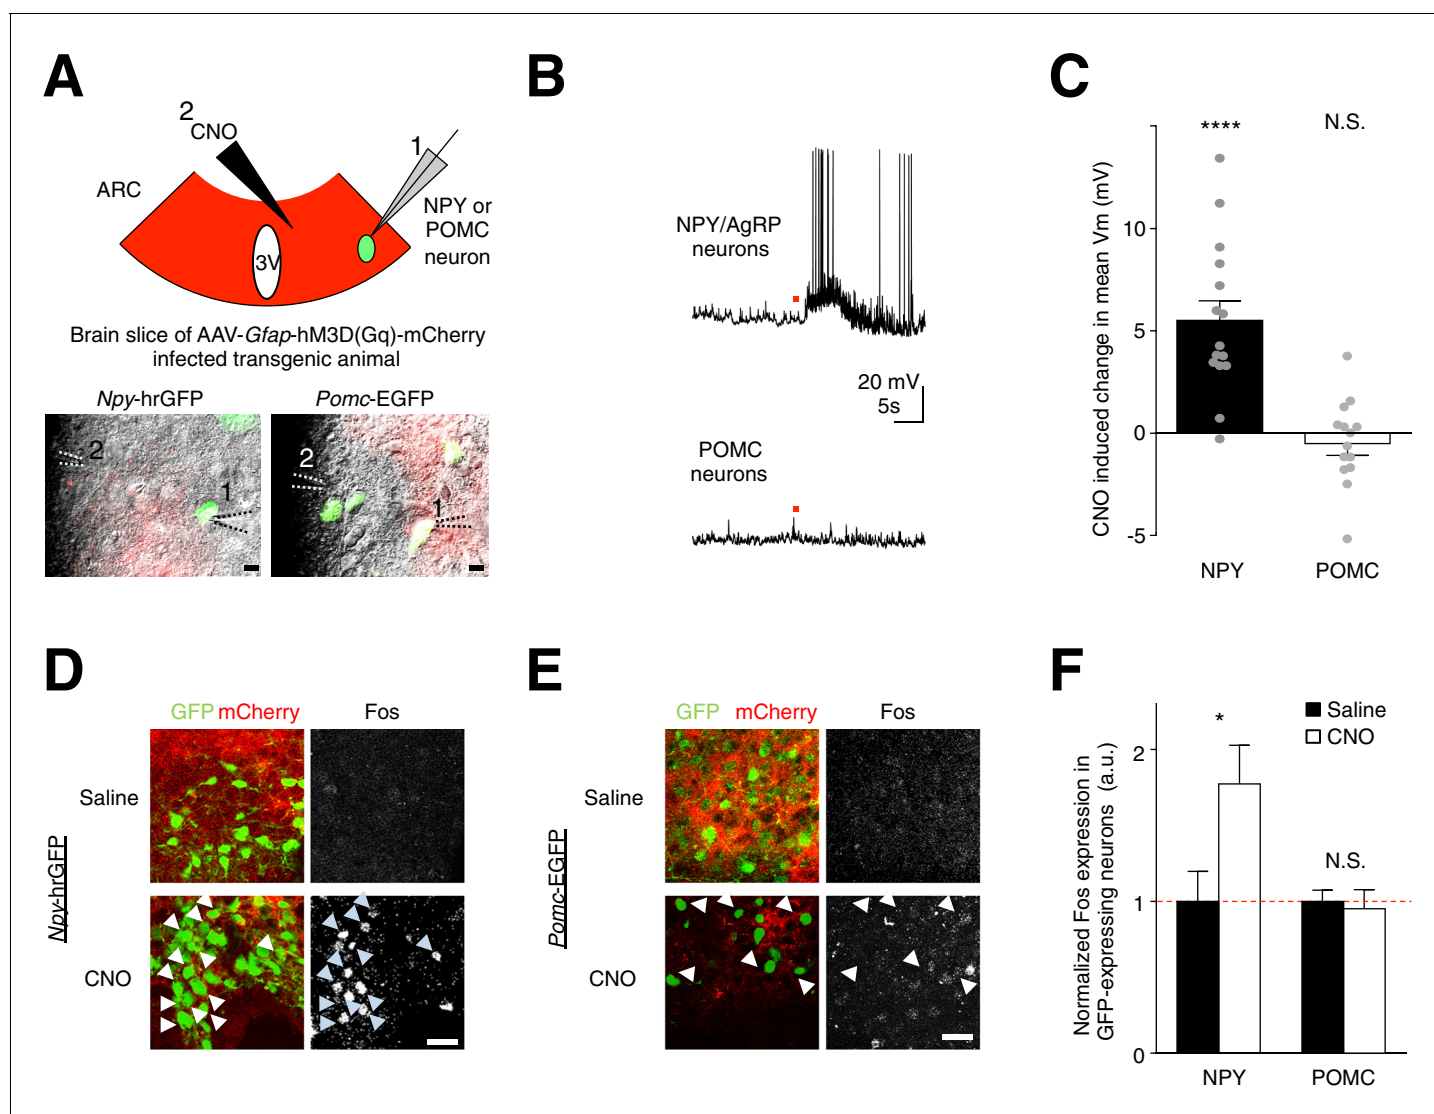 A
2
CNO
1
ARC
NPY or
POMC
neuron
3V
Brain slice of AAV-Gfap-hM3D(Gq)-mCherry
infected transgenic animal
Npy-hrGFP
Pomc-EGFP
2
1
2
1
B
NPY/AgRP
neurons
20 mV
5s
POMC
neurons
C
CNO induced change in mean Vm (mV)
****
N.S.
10
5
0
-5
NPY
POMC
D
GFP mCherry
Fos
Saline
CNO
Npy-hrGFP
E
GFP
mCherry
Fos
Saline
CNO
Pomc-EGFP
F
Saline
CNO
Normalized Fos expression in
GFP-expressing neurons (a.u.)
*
N.S.
2
1
0
NPY
POMC